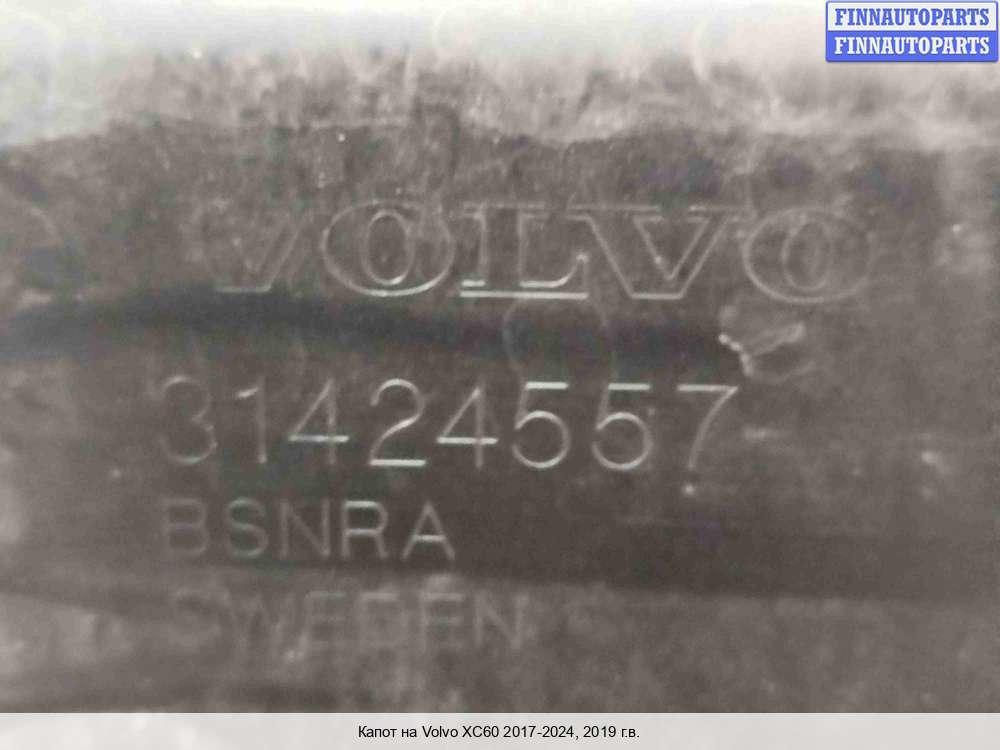 FINNAUTOPARTS
FINNAUTOPARTS
VOLVO
31424557
BSNRA
SWEDEN
Капот на Volvo XC60 2017-2024, 2019 г.в.